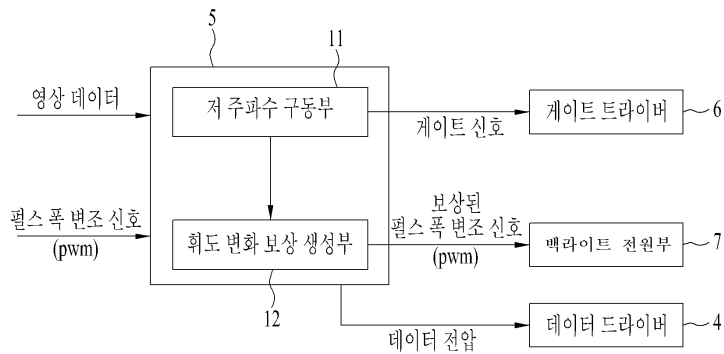 5
11
영상 데이터
저 주파수 구동부
게이트 신호
게이트 트라이버
6
펄스 폭 변조 신호
(pwm)
휘도 변화 보상 생성부
보상된
펄스 폭 변조 신호
(pwm)
백라이트 전원부
7
12
데이터 전압
데이터 드라이버
4